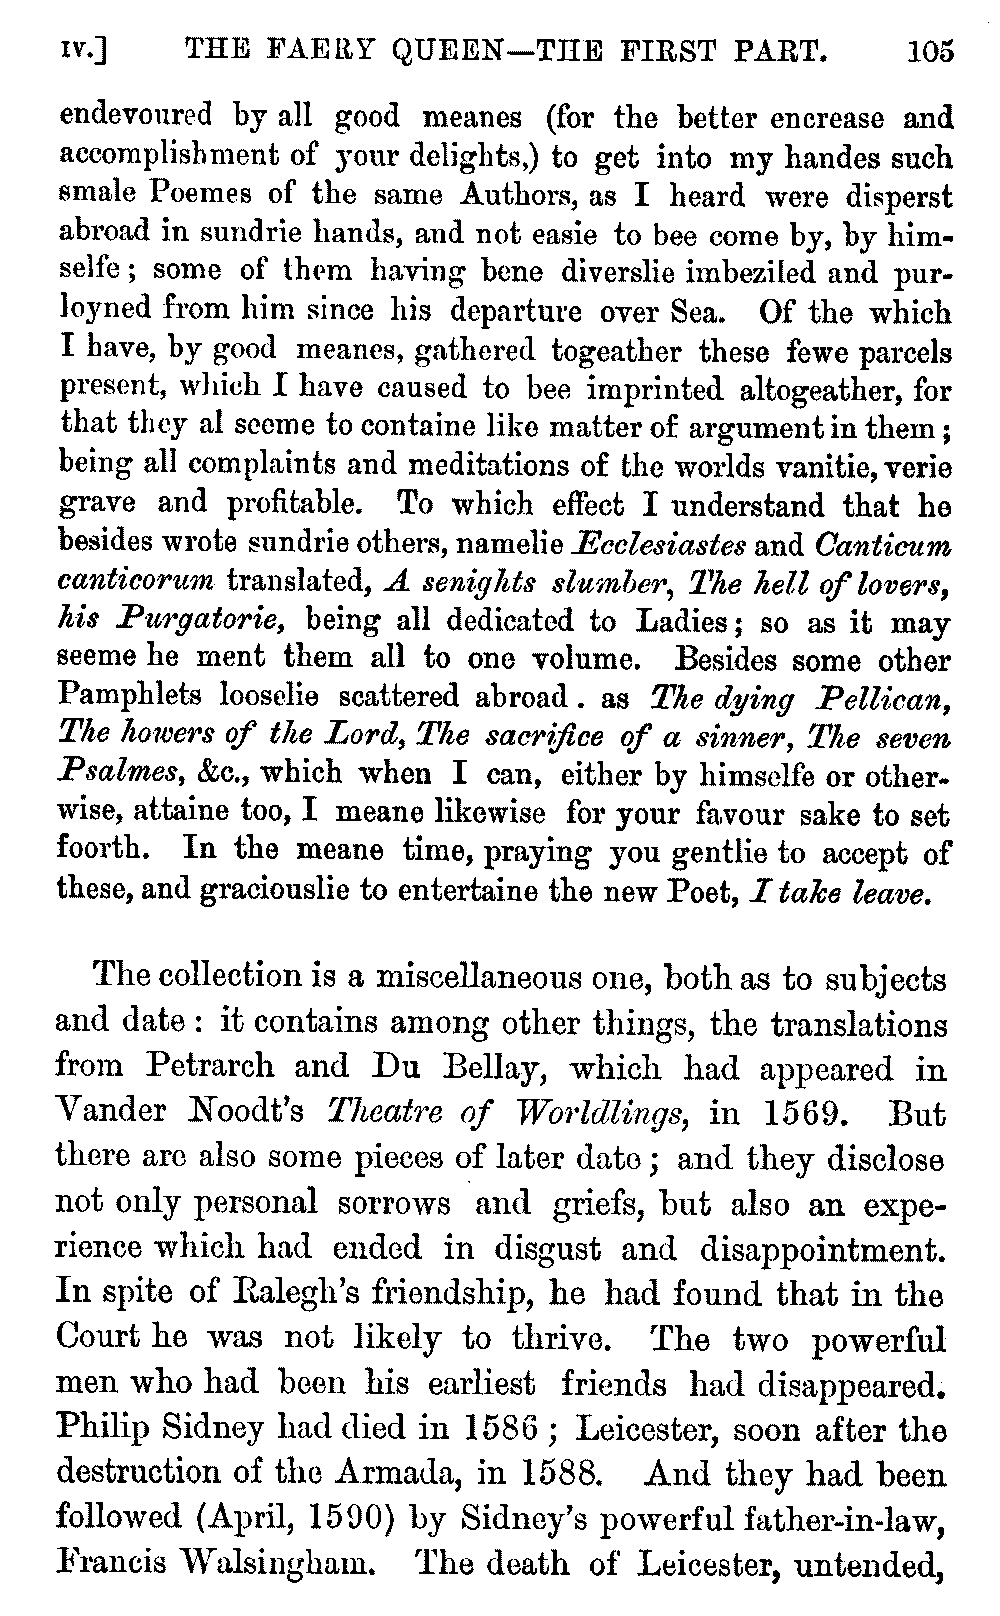 IV.] THE FAERY QUEEN—THE FIRST PART. 105
endevoured by all good meanes (for the better encrease and
accomplishment of your delights,) to get into my handes such
smale Poemes of the same Authors, as I heard were disperst
abroad in sundrie hands, and not easie to bee come by, by him-
selfe; some of them having bene diverslie imbeziled and pur-
loyned from him since his departure over Sea. Of the which
I have, by good meanes, gathered togeather these fewe parcels
present, which I have caused to bee imprinted altogeather, for
that they al seeme to containe like matter of argument in them;
being all complaints and meditations of the worlds vanitie, verie
grave and profitable. To which effect I understand that he
besides wrote sundrie others, namelie Ecclesiastes and Canticum
canticorum translated, A senights slumber, The hell of lovers,
his Purgatorie, being all dedicated to Ladies; so as it may
seeme he ment them all to one volume. Besides some other
Pamphlets looselie scattered abroad . as The dying Pellican,
The howers of the Lord, The sacrifice of a sinner, The seven
Psalmes, &c., which when I can, either by himselfe or other-
wise, attaine too, I meane likewise for your favour sake to set
foorth. In the meane time, praying you gentlie to accept of
these, and graciouslie to entertaine the new Poet, I take leave.
The collection is a miscellaneous one, both as to subjects
and date: it contains among other things, the translations
from Petrarch and Du Bellay, which had appeared in
Vander Noodt's Theatre of Worldlings, in 1569. But
there are also some pieces of later date; and they disclose
not only personal sorrows and griefs, but also an expe-
rience which had ended in disgust and disappointment.
In spite of Ralegh's friendship, he had found that in the
Court he was not likely to thrive. The two powerful
men who had been his earliest friends had disappeared.
Philip Sidney had died in 1586; Leicester, soon after the
destruction of the Armada, in 1588. And they had been
followed (April, 1590) by Sidney's powerful father-in-law,
Francis Walsingham. The death of Leicester, untended,